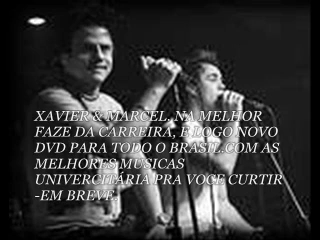 XAVIER & MARCEL, NA MELHOR
FAZE DA CARREIRA, E LOGO NOVO
DVD PARA TODO O BRASIL.COM AS
MELHORES MUSICAS
UNIVERCITÁRIA PRA VOCE CURTIR
-EM BREVE.